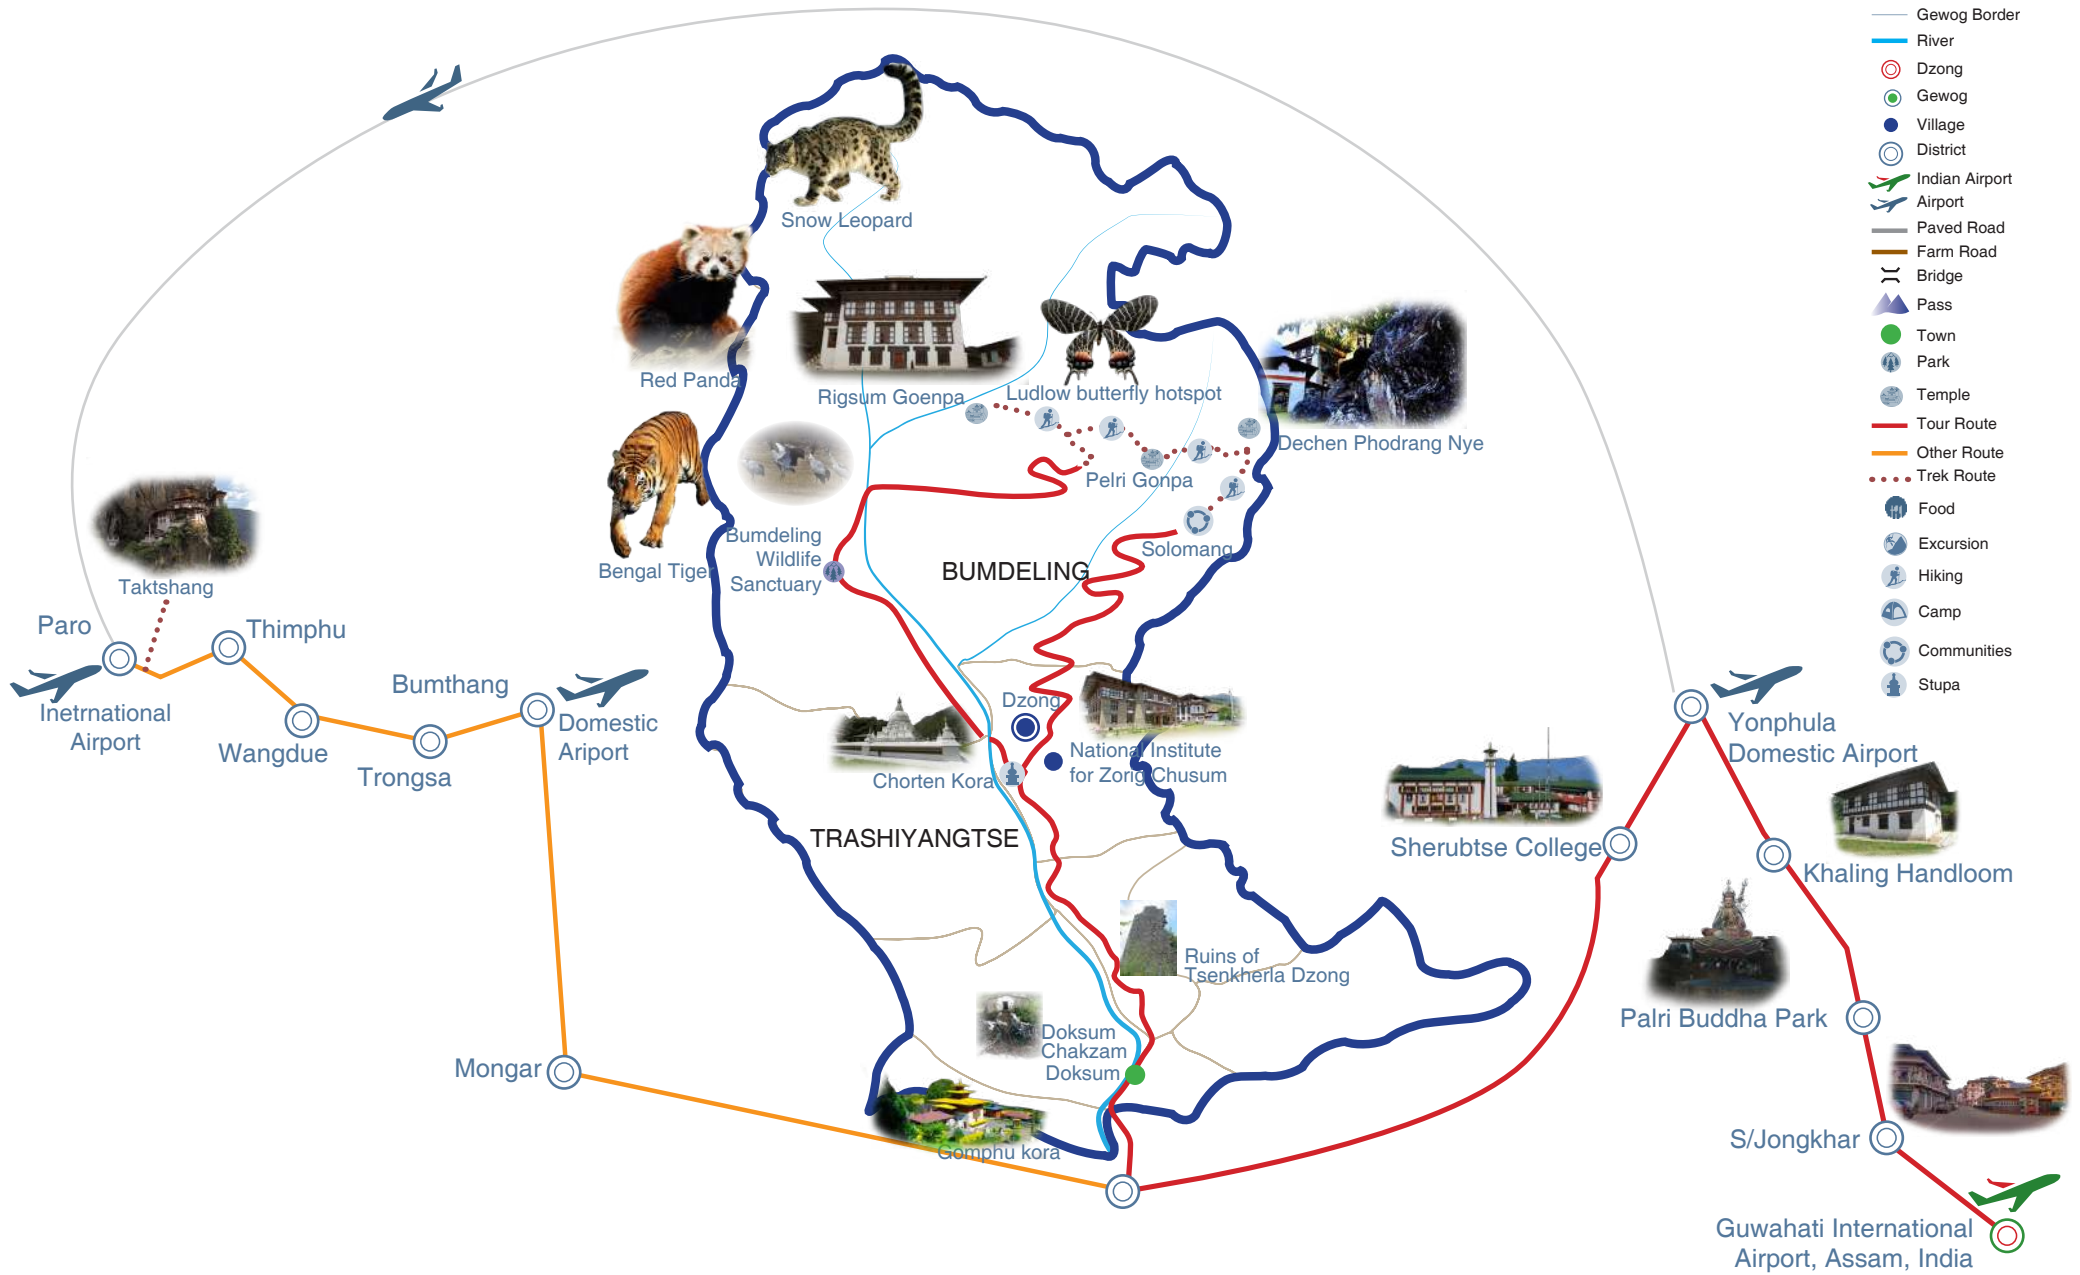 Gewog Border
River
Dzong
Gewog
Village
District
Indian Airport
Airport
Paved Road
Farm Road
Bridge
Pass
Town
Park
Temple
Tour Route
Other Route
Trek Route
Food
Excursion
Hiking
Camp
Communities
Stupa
Snow Leopard
Red Panda
Rigsum Goenpa
Ludlow butterfly hotspot
Dechen Phodrang Nye
Pelri Gonpa
Bumdeling
Wildlife
Sanctuary
Bengal Tiger
BUMDELING
Solomang
Taktshang
Paro
Thimphu
Inetrnational
Airport
Wangdue
Trongsa
Bumthang
Domestic
Ariport
Dzong
National Institute
for Zorig Chusum
Chorten Kora
TRASHIYANGTSE
Yonphula
Domestic Airport
Sherubtse College
Khaling Handloom
Ruins of
Tsenkherla Dzong
Palri Buddha Park
Doksum
Chakzam
Doksum
Mongar
Gomphu kora
S/Jongkhar
Guwahati International
Airport, Assam, India